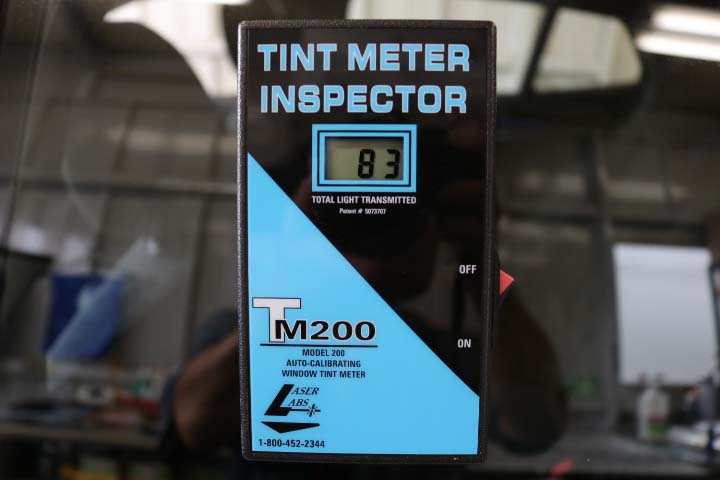 TINT METER
INSPECTOR
83
TOTAL LIGHT TRANSMITTED
Patent # 5073707
OFF
ON
TM200
MODEL 200
AUTO-CALIBRATING
WINDOW TINT METER
LASER
LABS
1-800-452-2344